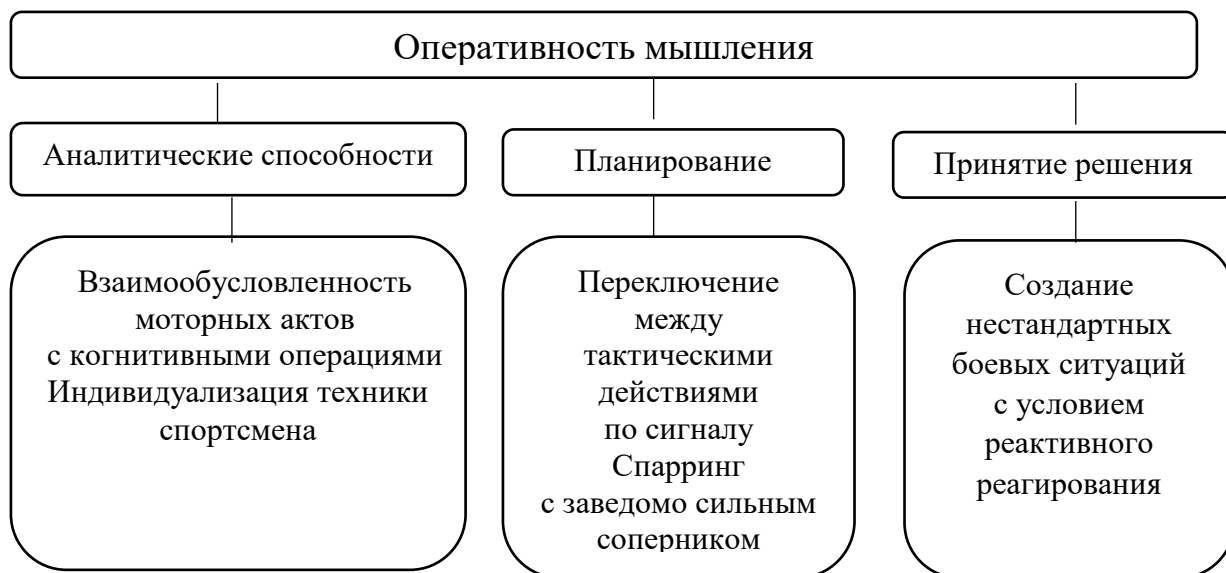 Оперативность мышления
Аналитические способности
Планирование
Принятие решения
Взаимообусловленность
моторных актов
с когнитивными операциями
Индивидуализация техники
спортсмена
Переключение
между
тактическими
действиями
по сигналу
Спарринг
с заведомо сильным
соперником
Создание
нестандартных
боевых ситуаций
с условием
реактивного
реагирования